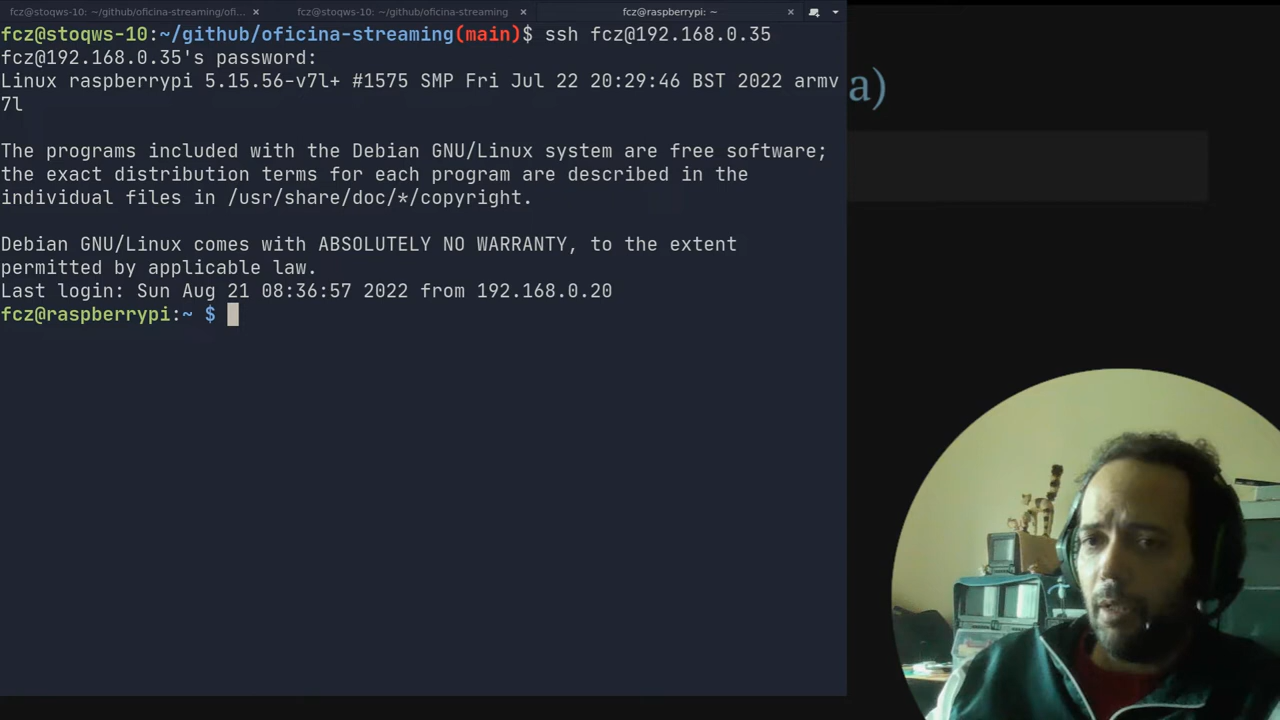 fcz@stoqws-10: ~/github/oficina-streaming/ofi... × fcz@stoqws-10: ~/github/oficina-streaming × fcz@raspberrypi: ~ ×
fcz@stoqws-10:~/github/oficina-streaming(main)$ ssh fcz@192.168.0.35
fcz@192.168.0.35's password:
Linux raspberrypi 5.15.56-v7l+ #1575 SMP Fri Jul 22 20:29:46 BST 2022 armv
7l
The programs included with the Debian GNU/Linux system are free software;
the exact distribution terms for each program are described in the
individual files in /usr/share/doc/*/copyright.
Debian GNU/Linux comes with ABSOLUTELY NO WARRANTY, to the extent
permitted by applicable law.
Last login: Sun Aug 21 08:36:57 2022 from 192.168.0.20
fcz@raspberrypi:~ $
a)